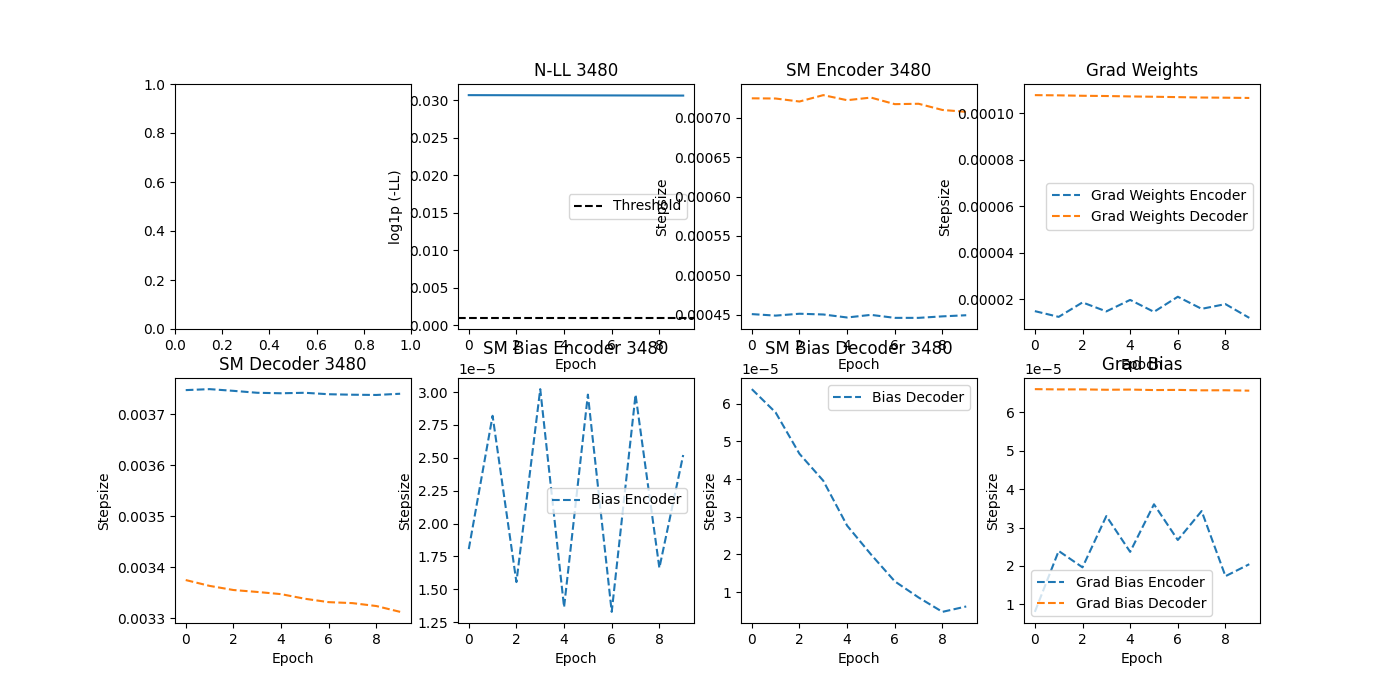 N-LL 3480
SM Encoder 3480
Grad Weights
1.0
0.8
0.6
0.4
0.2
0.0
0.0 0.2 0.4 0.6 0.8 1.0
log1p (-LL)
0.030
0.025
0.020
0.015
0.010
0.005
0.000
Threshold
0 2 4 6 8
Stepsize
0.00070
0.00065
0.00060
0.00055
0.00050
0.00045
0 2 4 6 8
Epoch
Epoch
Stepsize
0.00010
0.00008
0.00006
0.00004
0.00002
Grad Weights Encoder
Grad Weights Decoder
0 2 4 6 8
Epoch
SM Decoder 3480
SM Bias Encoder 3480
SM Bias Decoder 3480
Grad Bias
Stepsize
0.0037
0.0036
0.0035
0.0034
0.0033
0 2 4 6 8
Epoch
1e−5
Stepsize
3.00
2.75
2.50
2.25
2.00
1.75
1.50
1.25
Bias Encoder
0 2 4 6 8
Epoch
1e−5
Stepsize
6
5
4
3
2
1
Bias Decoder
0 2 4 6 8
Epoch
1e−5
Stepsize
6
5
4
3
2
1
Grad Bias Encoder
Grad Bias Decoder
0 2 4 6 8
Epoch